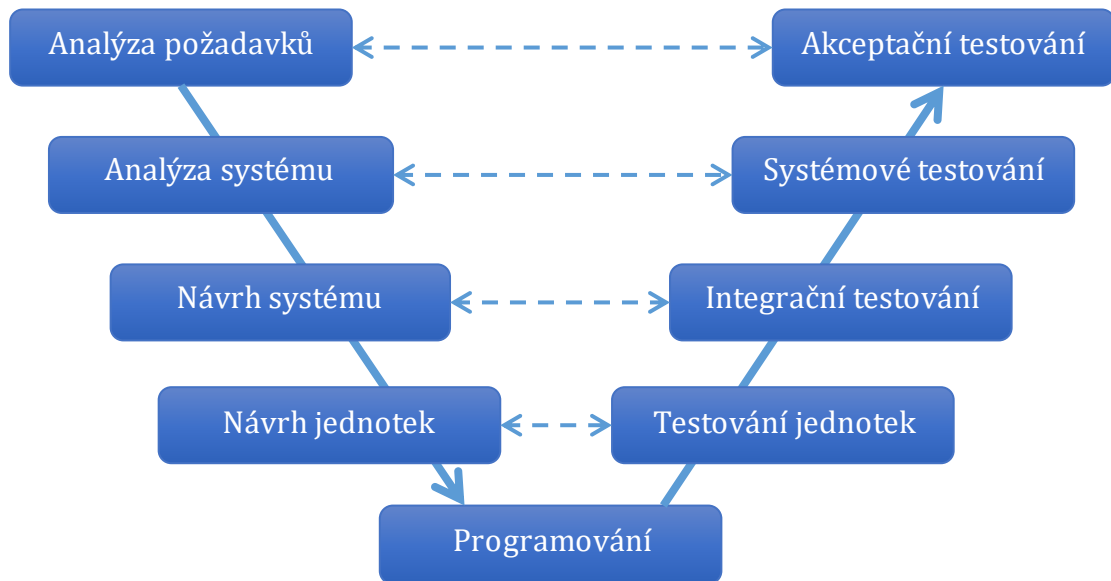 Analýza požadavků
Akceptační testování
Analýza systému
Systémové testování
Návrh systému
Integrační testování
Návrh jednotek
Testování jednotek
Programování